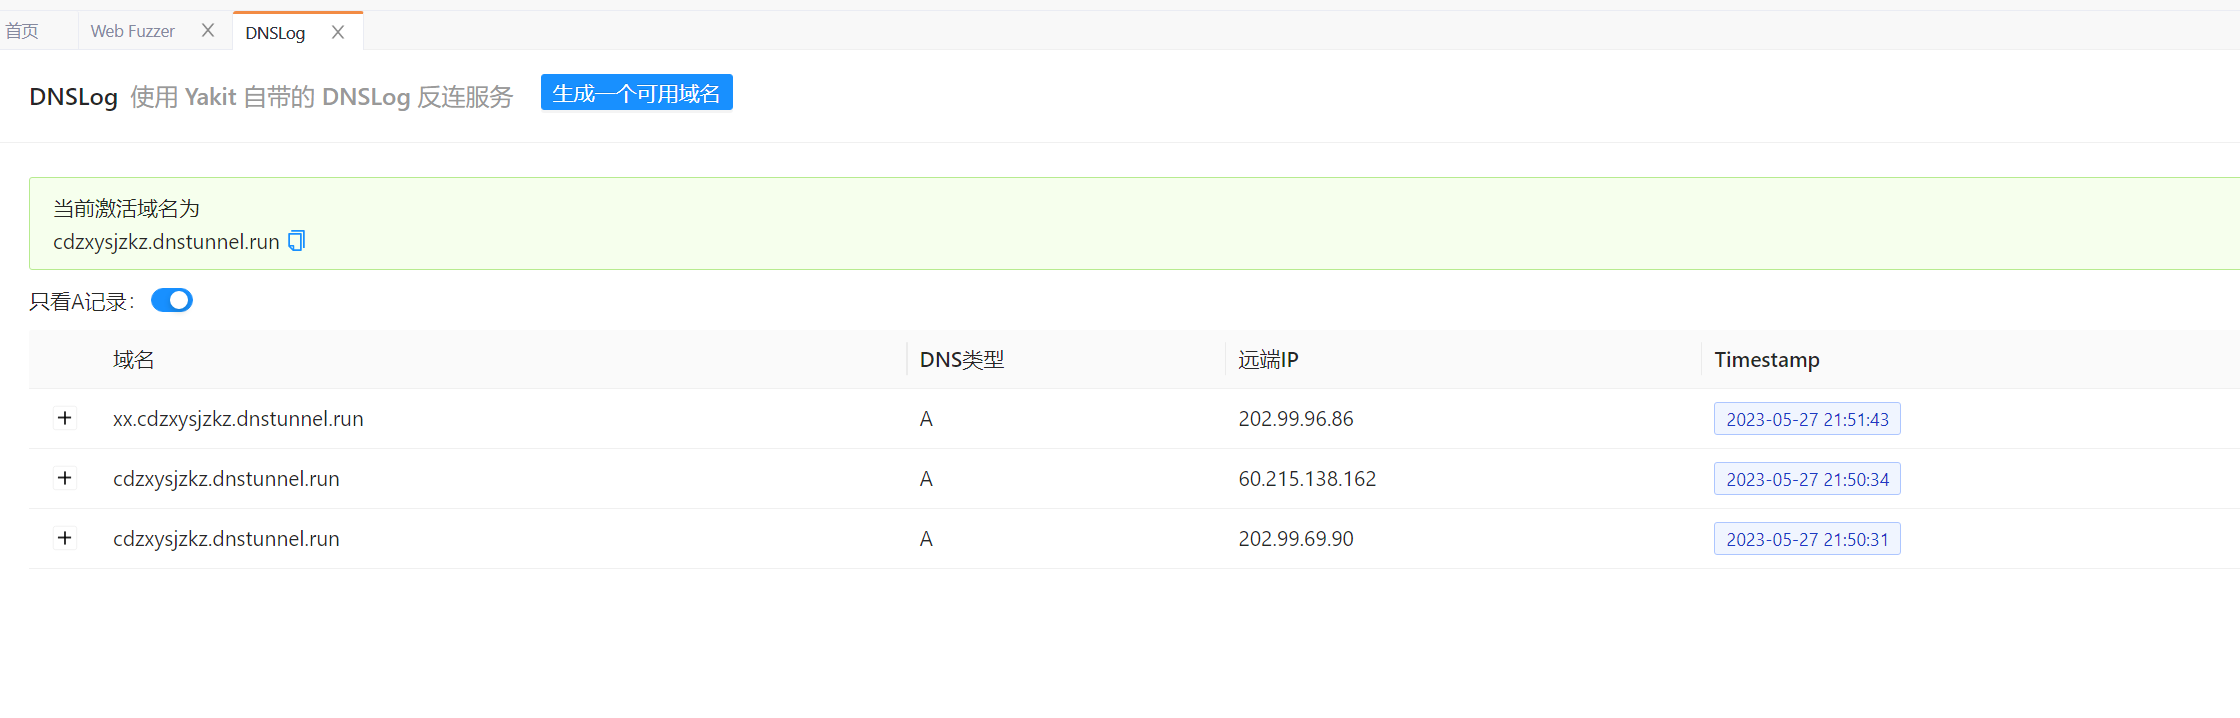 首页 Web Fuzzer DNSLog
DNSLog 使用 Yakit 自带的 DNSLog 反连服务 生成一个可用域名
当前激活域名为
cdzxysjzkz.dnstunnel.run
只看A记录：
域名 DNS类型 远端IP Timestamp
xx.cdzxysjzkz.dnstunnel.run A 202.99.96.86 2023-05-27 21:51:43
cdzxysjzkz.dnstunnel.run A 60.215.138.162 2023-05-27 21:50:34
cdzxysjzkz.dnstunnel.run A 202.99.69.90 2023-05-27 21:50:31